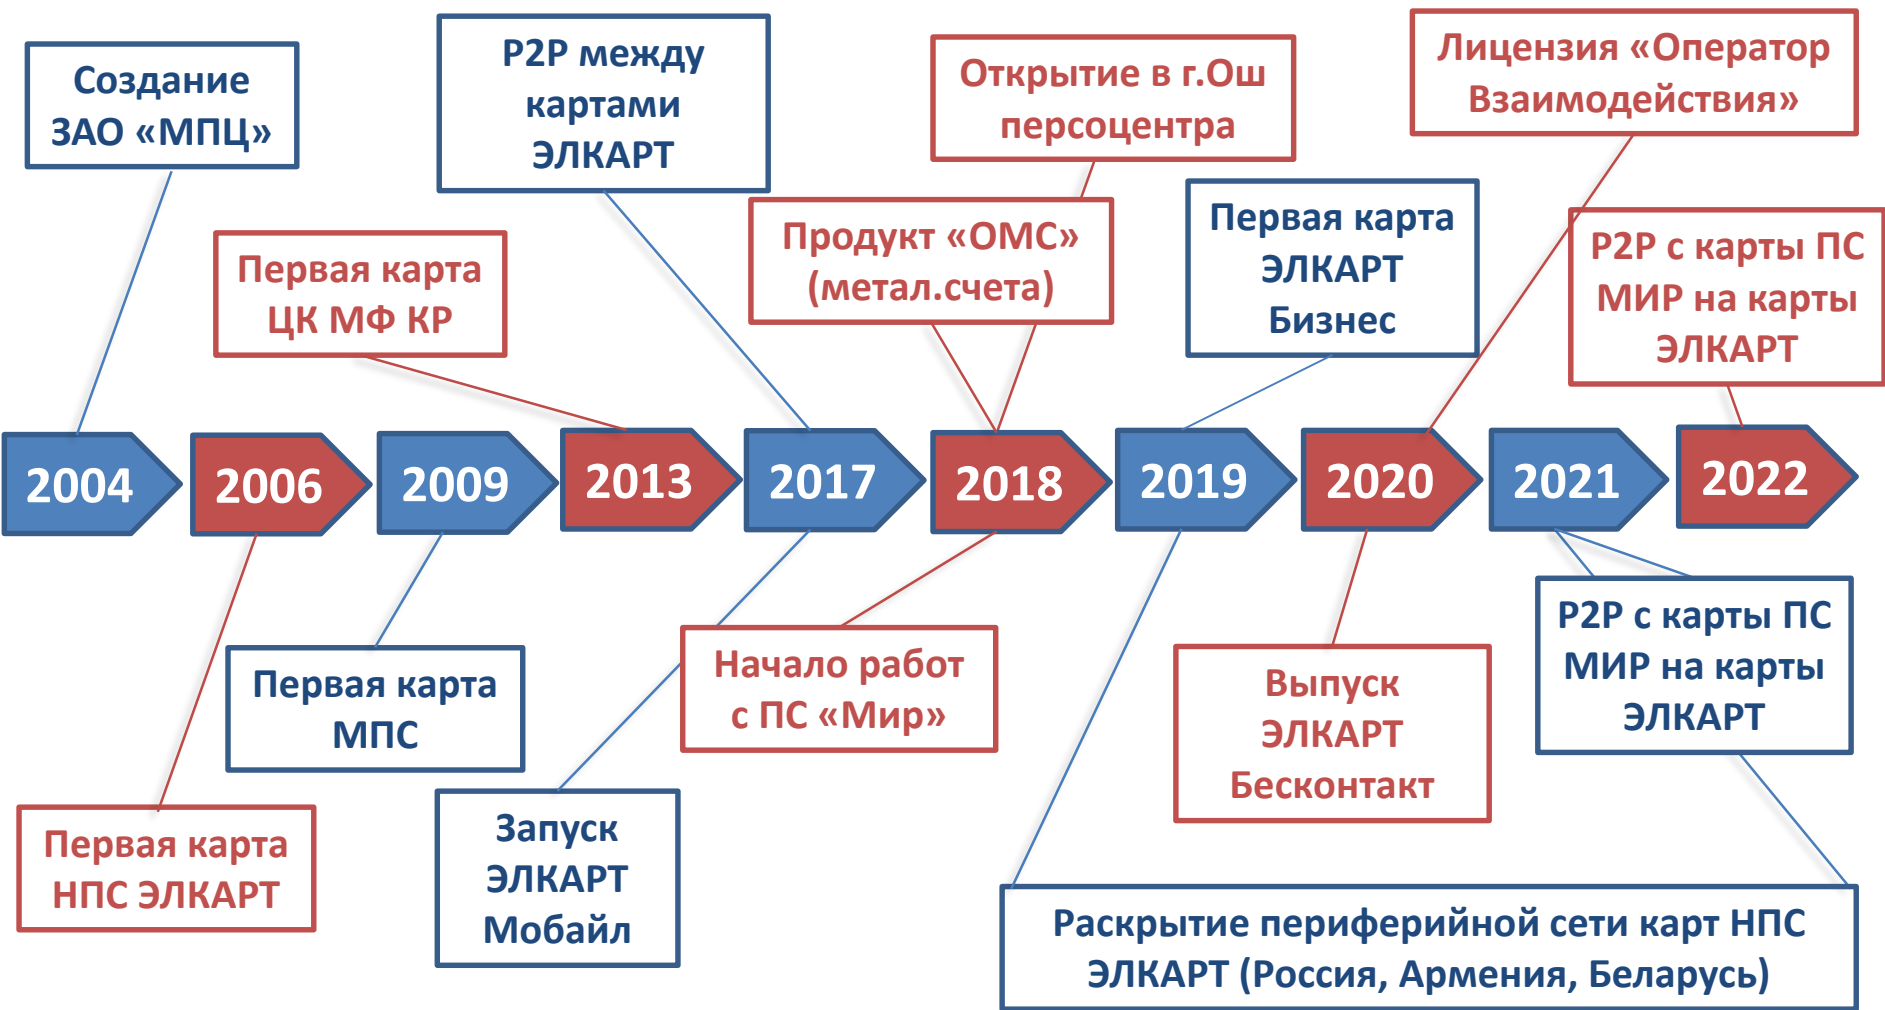 Создание
ЗАО «МПЦ»
P2P между
картами
ЭЛКАРТ
Открытие в г.Ош
персоцентра
Лицензия «Оператор
Взаимодействия»
Первая карта
ЦК МФ КР
Продукт «ОМС»
(метал.счета)
Первая карта
ЭЛКАРТ
Бизнес
P2P с карты ПС
МИР на карты
ЭЛКАРТ
2004
2006
2009
2013
2017
2018
2019
2020
2021
2022
Первая карта
НПС ЭЛКАРТ
Первая карта
МПС
Запуск
ЭЛКАРТ
Мобайл
Начало работ
с ПС «Мир»
Выпуск
ЭЛКАРТ
Бесконтакт
P2P с карты ПС
МИР на карты
ЭЛКАРТ
Раскрытие периферийной сети карт НПС
ЭЛКАРТ (Россия, Армения, Беларусь)